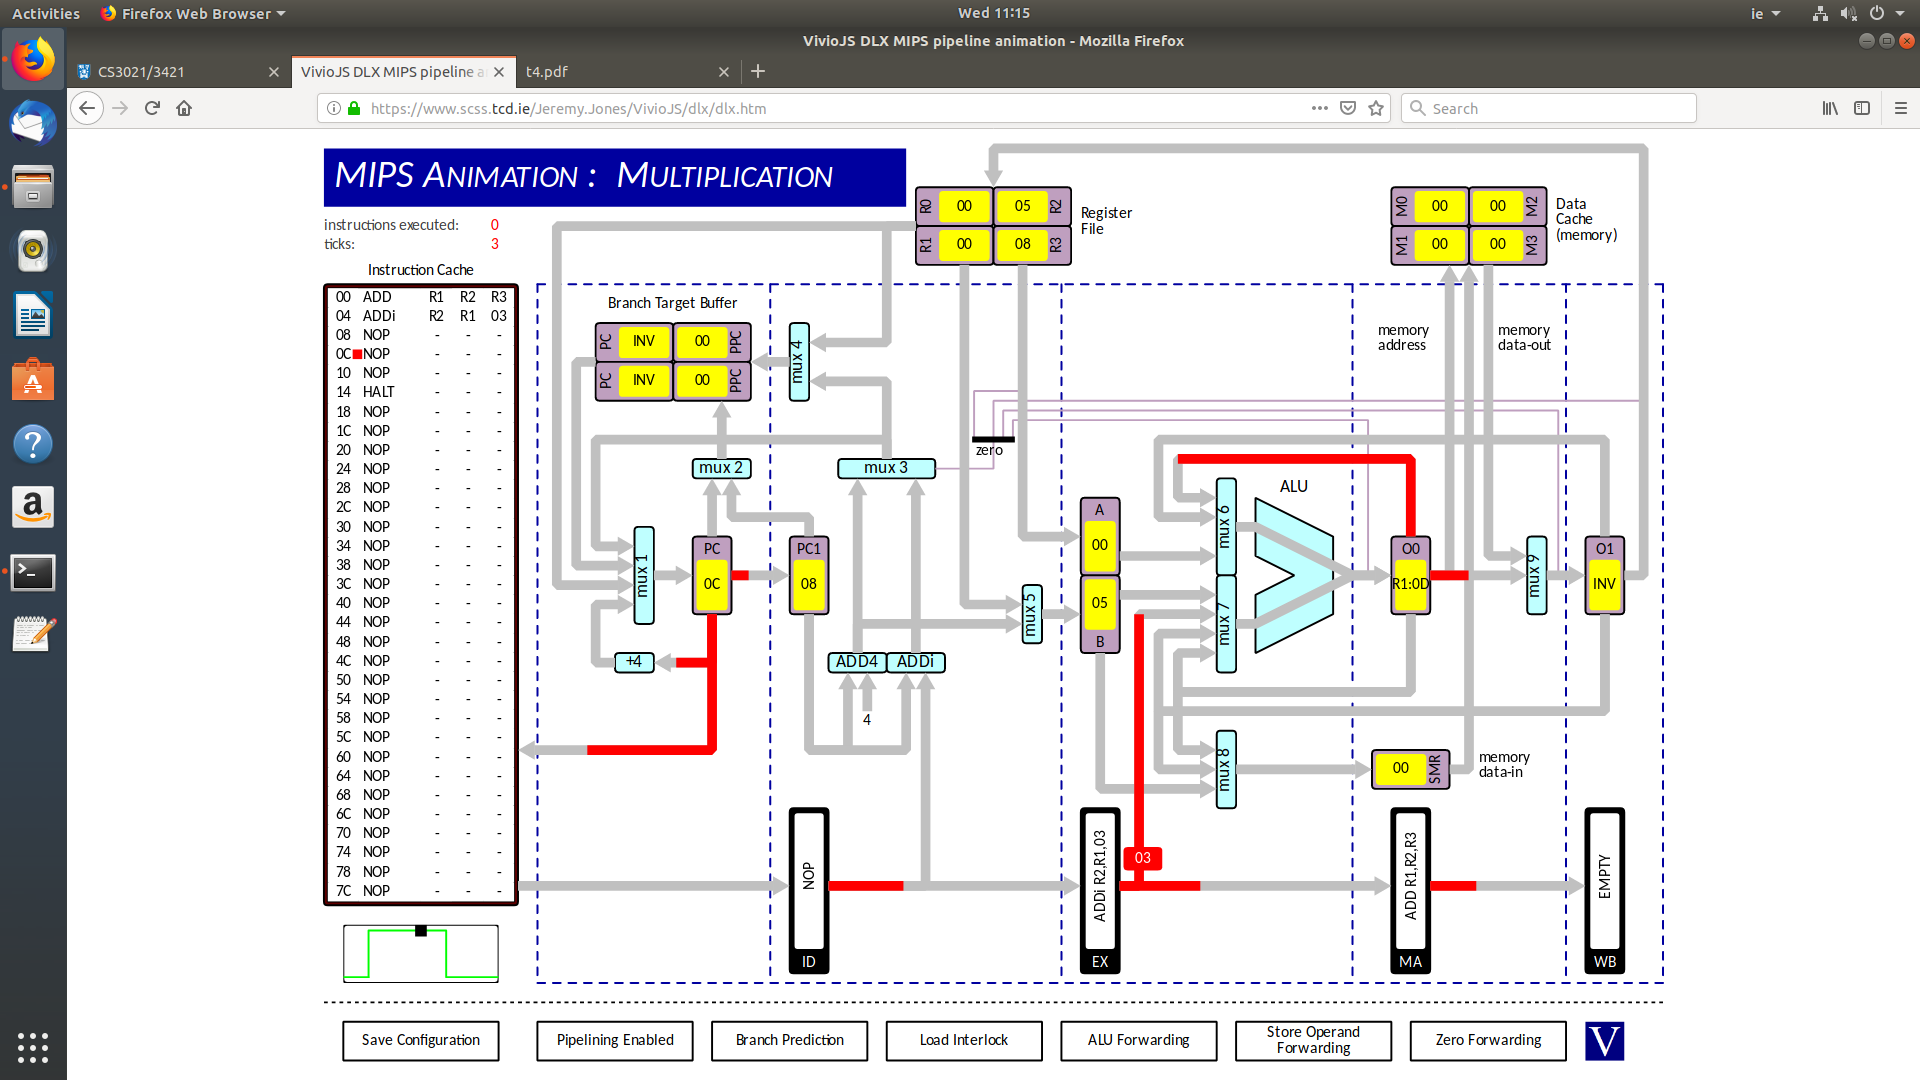 Activities
Firefox Web Browser
Wed 11:15
ie
VivioJS DLX MIPS pipeline animation - Mozilla Firefox
CS3021/3421
VivioJS DLX MIPS pipeline a
t4.pdf
https://www.scss.tcd.ie/Jeremy.Jones/VivioJS/dlx/dlx.htm
Search
MIPS ANIMATION : MULTIPLICATION
instructions executed: 0
ticks: 3
Instruction Cache
00 ADD R1 R2 R3
04 ADDi R2 R1 03
08 NOP - - -
0C NOP - - -
10 NOP - - -
14 HALT - - -
18 NOP - - -
1C NOP - - -
20 NOP - - -
24 NOP - - -
28 NOP - - -
2C NOP - - -
30 NOP - - -
34 NOP - - -
38 NOP - - -
3C NOP - - -
40 NOP - - -
44 NOP - - -
48 NOP - - -
4C NOP - - -
50 NOP - - -
54 NOP - - -
58 NOP - - -
5C NOP - - -
60 NOP - - -
64 NOP - - -
68 NOP - - -
6C NOP - - -
70 NOP - - -
74 NOP - - -
78 NOP - - -
7C NOP - - -
R0 00 05 R2
R1 00 08 R3
Register
File
M0 00 00 M2
M1 00 00 M3
Data
Cache
(memory)
Branch Target Buffer
PC INV 00 PPC
PC INV 00 PPC
mux 4
memory
address
memory
data-out
zero
mux 2
mux 3
mux 1
PC
0C
PC1
08
+4
ADD4
ADDi
4
mux 5
A
00
05
B
mux 6
mux 7
ALU
O0
R1:0D
mux 9
O1
INV
mux 8
00 SMR
memory
data-in
03
NOP
ID
ADDi R2,R1,03
EX
ADD R1,R2,R3
MA
EMPTY
WB
Save Configuration
Pipelining Enabled
Branch Prediction
Load Interlock
ALU Forwarding
Store Operand
Forwarding
Zero Forwarding
V